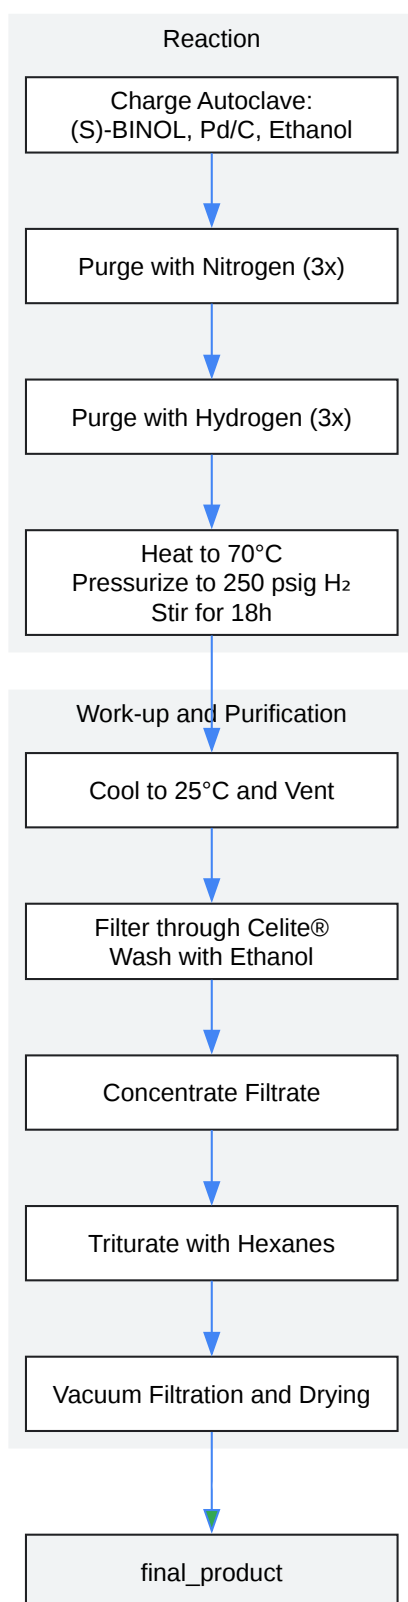 Reaction
Charge Autoclave:
(S)-BINOL, Pd/C, Ethanol
Purge with Nitrogen (3x)
Purge with Hydrogen (3x)
Heat to 70°C
Pressurize to 250 psig H₂
Stir for 18h
Work-up and Purification
Cool to 25°C and Vent
Filter through Celite®
Wash with Ethanol
Concentrate Filtrate
Triturate with Hexanes
Vacuum Filtration and Drying
final_product